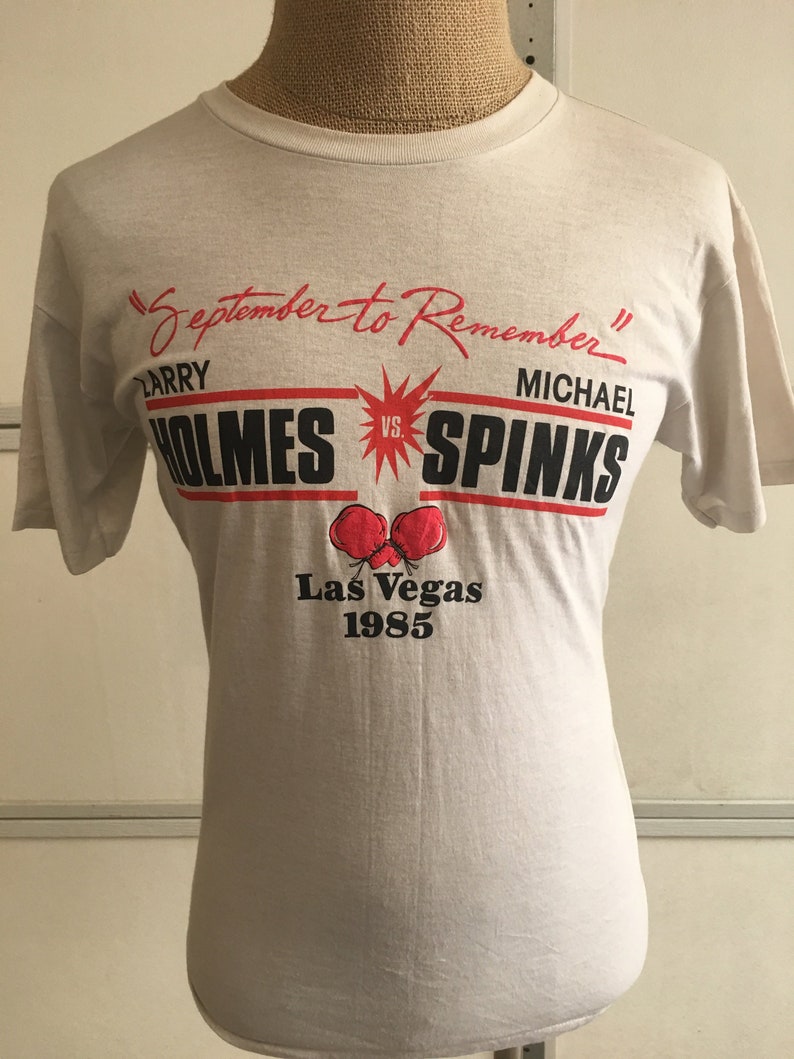 "September to Remember"
LARRY MICHAEL
HOLMES VS. SPINKS
Las Vegas
1985